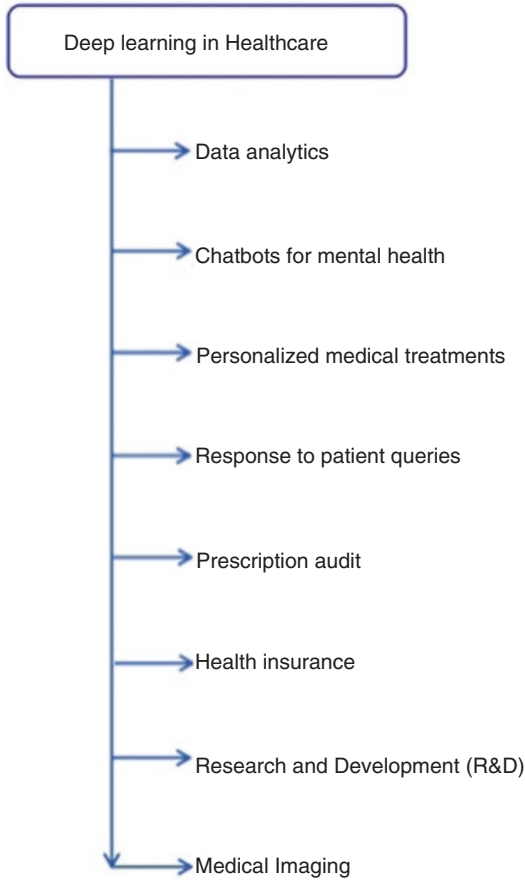 Deep learning in Healthcare
Data analytics
Chatbots for mental health
Personalized medical treatments
Response to patient queries
Prescription audit
Health insurance
Research and Development (R&D)
Medical Imaging